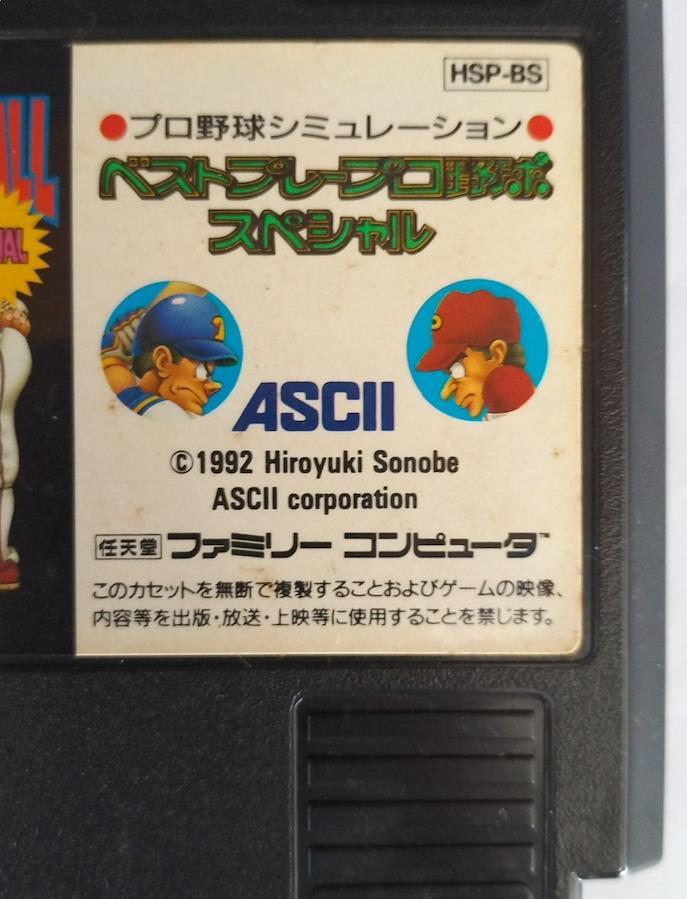 ALL
IAL
HSP-BS
●プロ野球シミュレーション●
ベストプレープロ野球
スペシャル
ASCII
©1992 Hiroyuki Sonobe
ASCII corporation
任天堂 ファミリー コンピュータ™
このカセットを無断で複製することおよびゲームの映像、
内容等を出版・放送・上映等に使用することを禁じます。